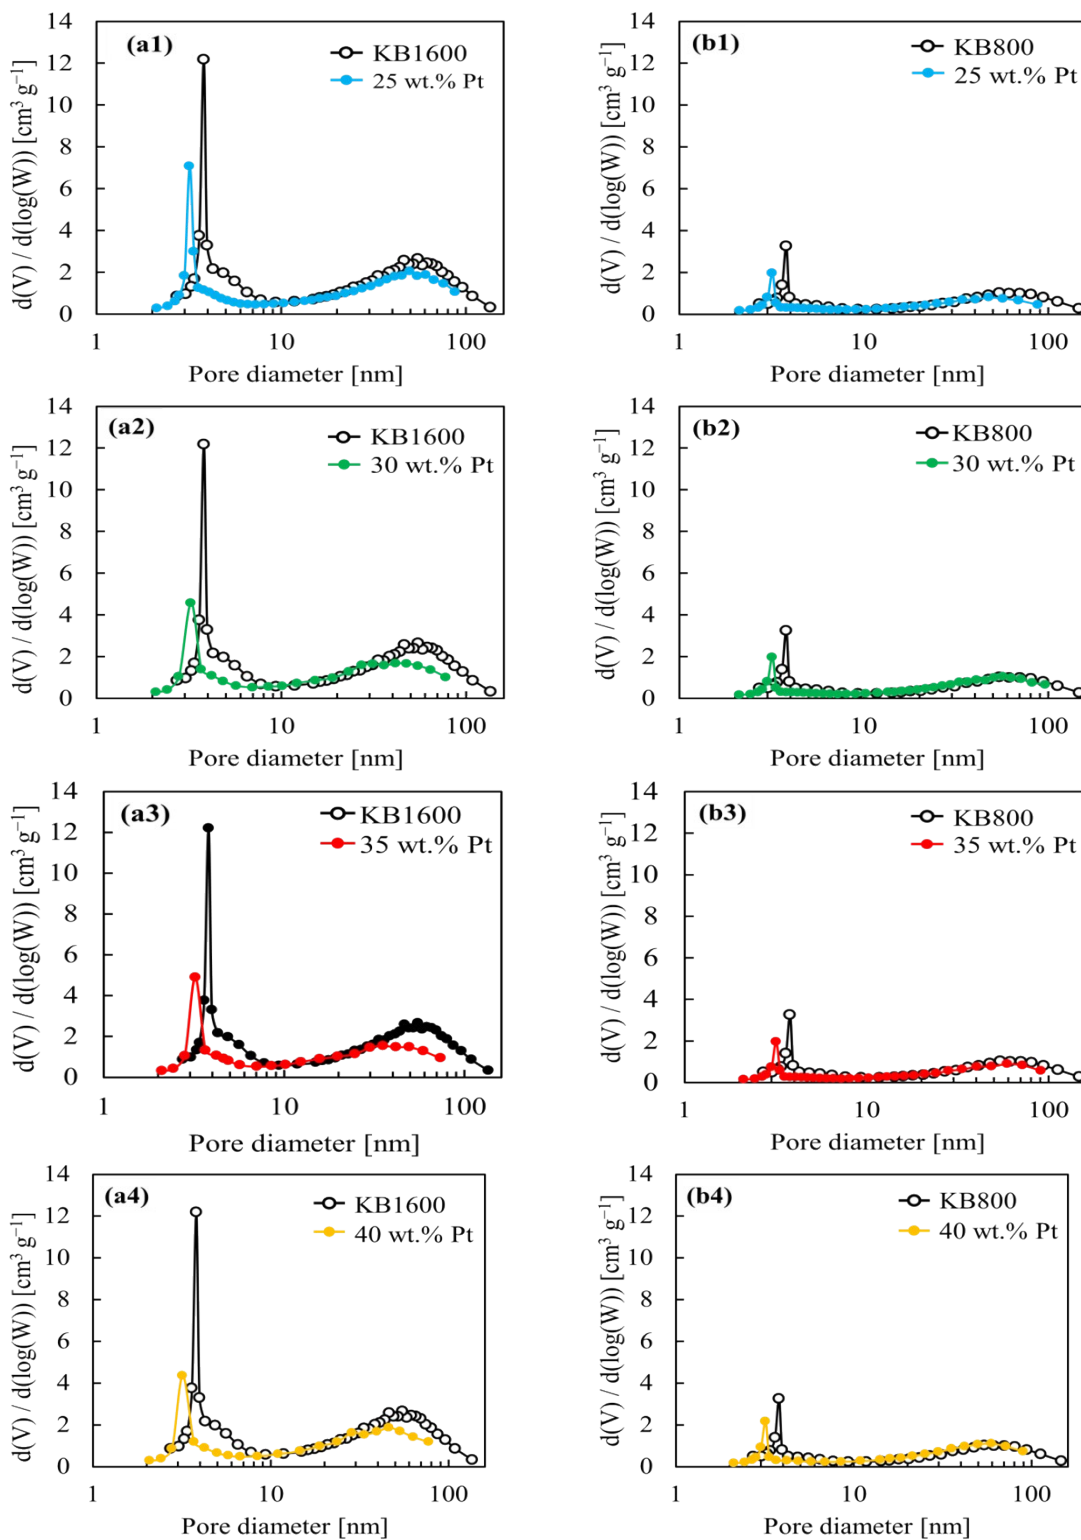 (a1)
KB1600
25 wt.% Pt
d(V) / d(log(W)) [cm³ g⁻¹]
14
12
10
8
6
4
2
0
1
10
100
Pore diameter [nm]
(b1)
KB800
25 wt.% Pt
d(V) / d(log(W)) [cm³ g⁻¹]
14
12
10
8
6
4
2
0
1
10
100
Pore diameter [nm]
(a2)
KB1600
30 wt.% Pt
d(V) / d(log(W)) [cm³ g⁻¹]
14
12
10
8
6
4
2
0
1
10
100
Pore diameter [nm]
(b2)
KB800
30 wt.% Pt
d(V) / d(log(W)) [cm³ g⁻¹]
14
12
10
8
6
4
2
0
1
10
100
Pore diameter [nm]
(a3)
KB1600
35 wt.% Pt
d(V) / d(log(W)) [cm³ g⁻¹]
14
12
10
8
6
4
2
0
1
10
100
Pore diameter [nm]
(b3)
KB800
35 wt.% Pt
d(V) / d(log(W)) [cm³ g⁻¹]
14
12
10
8
6
4
2
0
1
10
100
Pore diameter [nm]
(a4)
KB1600
40 wt.% Pt
d(V) / d(log(W)) [cm³ g⁻¹]
14
12
10
8
6
4
2
0
1
10
100
Pore diameter [nm]
(b4)
KB800
40 wt.% Pt
d(V) / d(log(W)) [cm³ g⁻¹]
14
12
10
8
6
4
2
0
1
10
100
Pore diameter [nm]